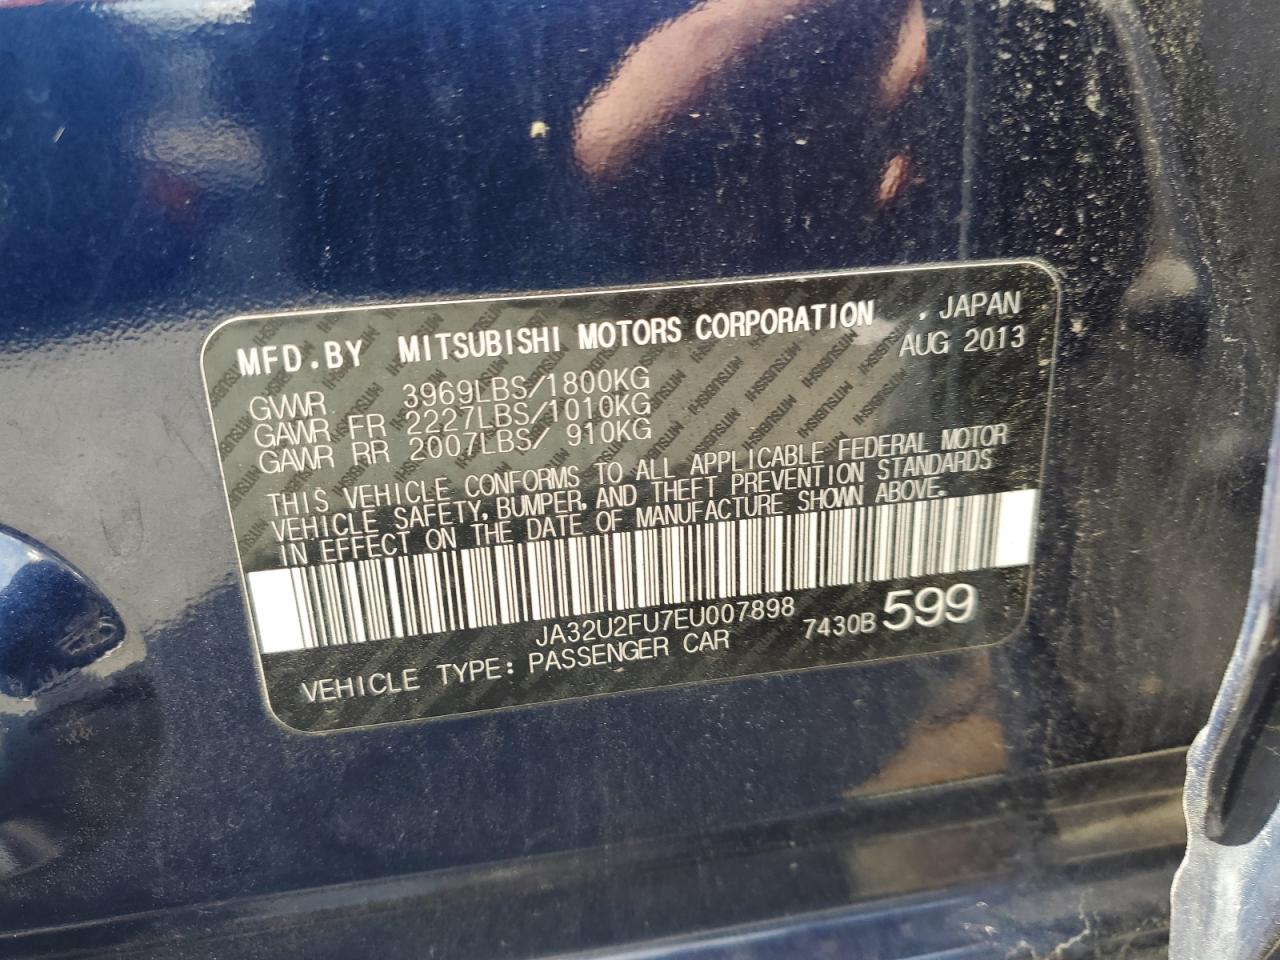 MFD.BY MITSUBISHI MOTORS CORPORATION , JAPAN
AUG 2013
GVWR 3969LBS/1800KG
GAWR FR 2227LBS/1010KG
GAWR RR 2007LBS/ 910KG
THIS VEHICLE CONFORMS TO ALL APPLICABLE FEDERAL MOTOR
VEHICLE SAFETY, BUMPER, AND THEFT PREVENTION STANDARDS
IN EFFECT ON THE DATE OF MANUFACTURE SHOWN ABOVE.
JA32U2FU7EU007898
7430B 599
VEHICLE TYPE: PASSENGER CAR